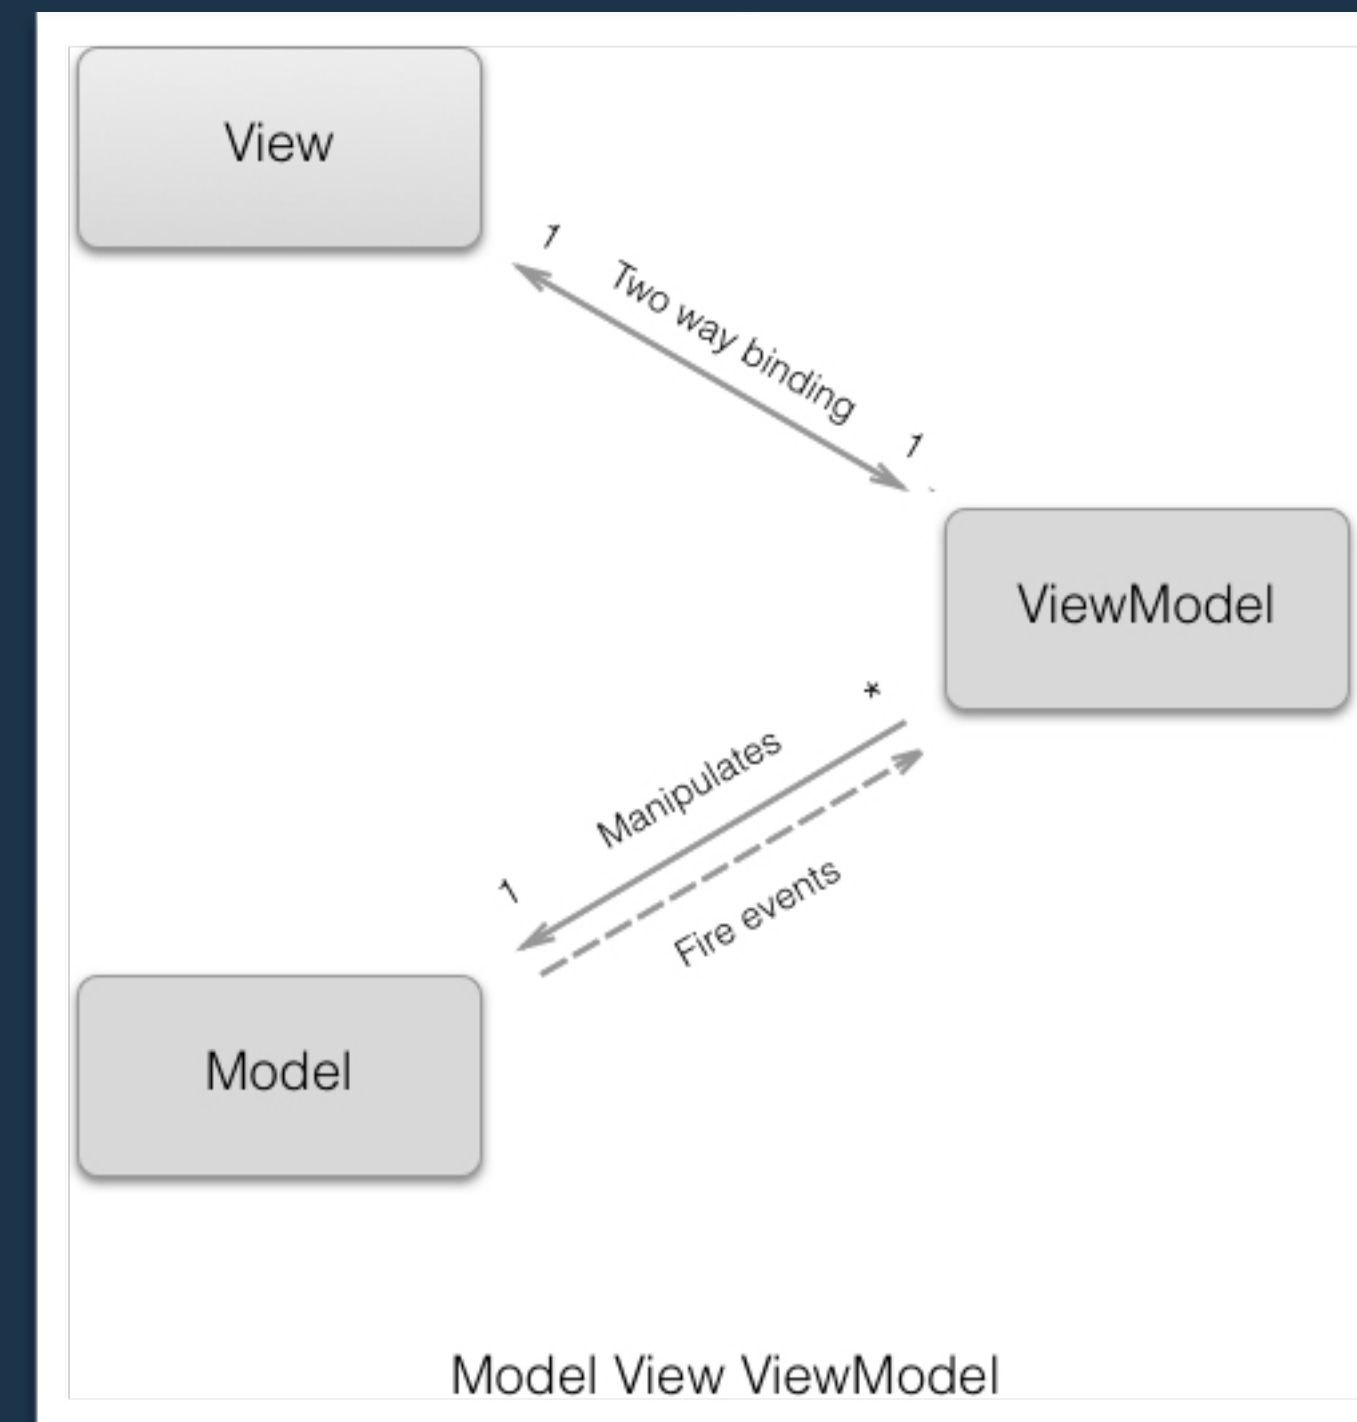 View
1
Two way binding
1
ViewModel
*
Manipulates
1
Fire events
Model
Model View ViewModel